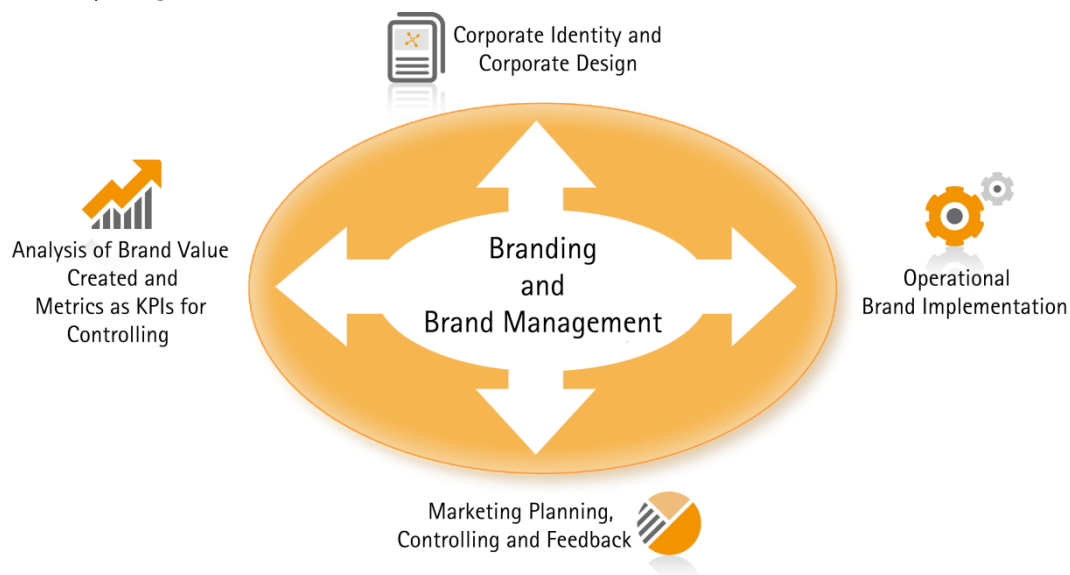 Corporate Identity and
Corporate Design
Analysis of Brand Value
Created and
Metrics as KPIs for
Controlling
Branding
and
Brand Management
Operational
Brand Implementation
Marketing Planning,
Controlling and Feedback